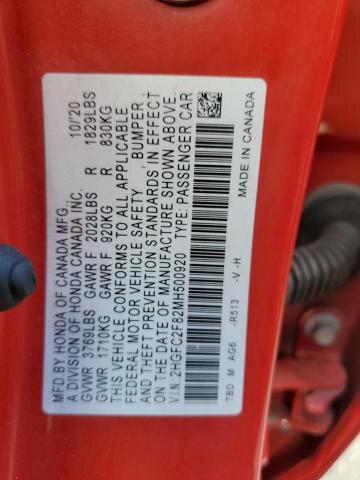 MFD. BY HONDA OF CANADA MFG. 10/20
A DIVISION OF HONDA CANADA INC.
GVWR 3769LBS GAWR F 2028LBS R 1829LBS
GVWR 1710KG GAWR F 920KG R 830KG
THIS VEHICLE CONFORMS TO ALL APPLICABLE
FEDERAL MOTOR VEHICLE SAFETY, BUMPER,
AND THEFT PREVENTION STANDARDS IN EFFECT
ON THE DATE OF MANUFACTURE SHOWN ABOVE.
V.I.N. 2HGFC2F82MH500920 TYPE: PASSENGER CAR
MADE IN CANADA
TBD M AG6 -R513 -V -H